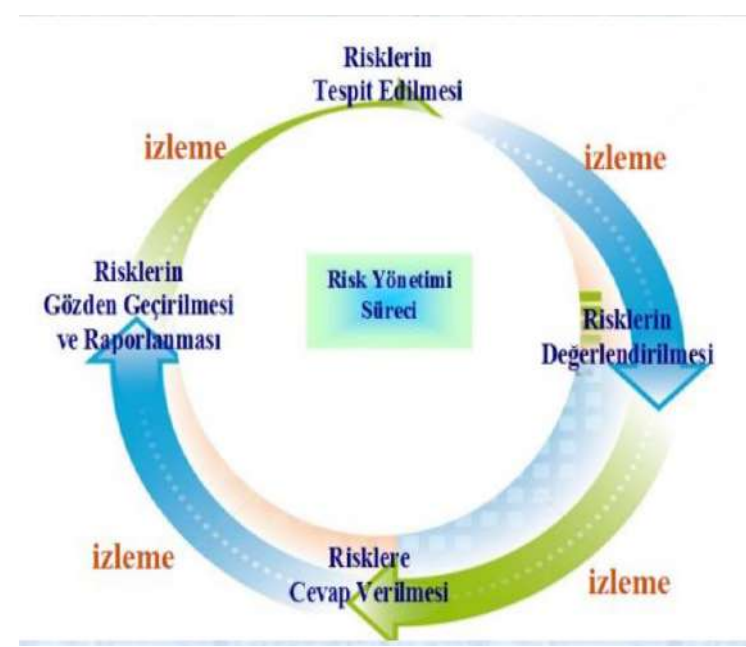 Risklerin
Tespit Edilmesi
izleme
izleme
Risklerin
Gözden Geçirilmesi
ve Raporlanması
Risk Yönetimi
Süreci
Risklerin
Değerlendirilmesi
izleme
Risklere
Cevap Verilmesi
izleme